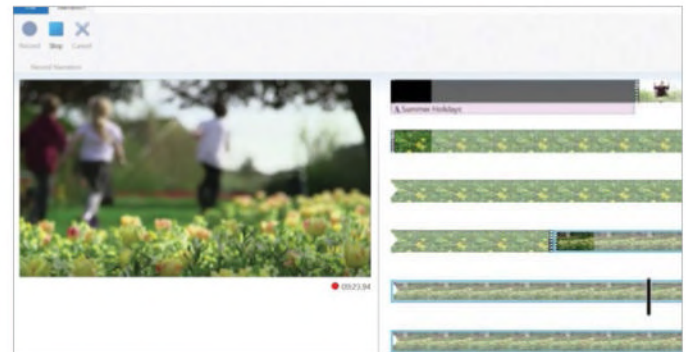 Narration
Record Stop Cancel
Record Narration
A Summer Holidays
00:23.94